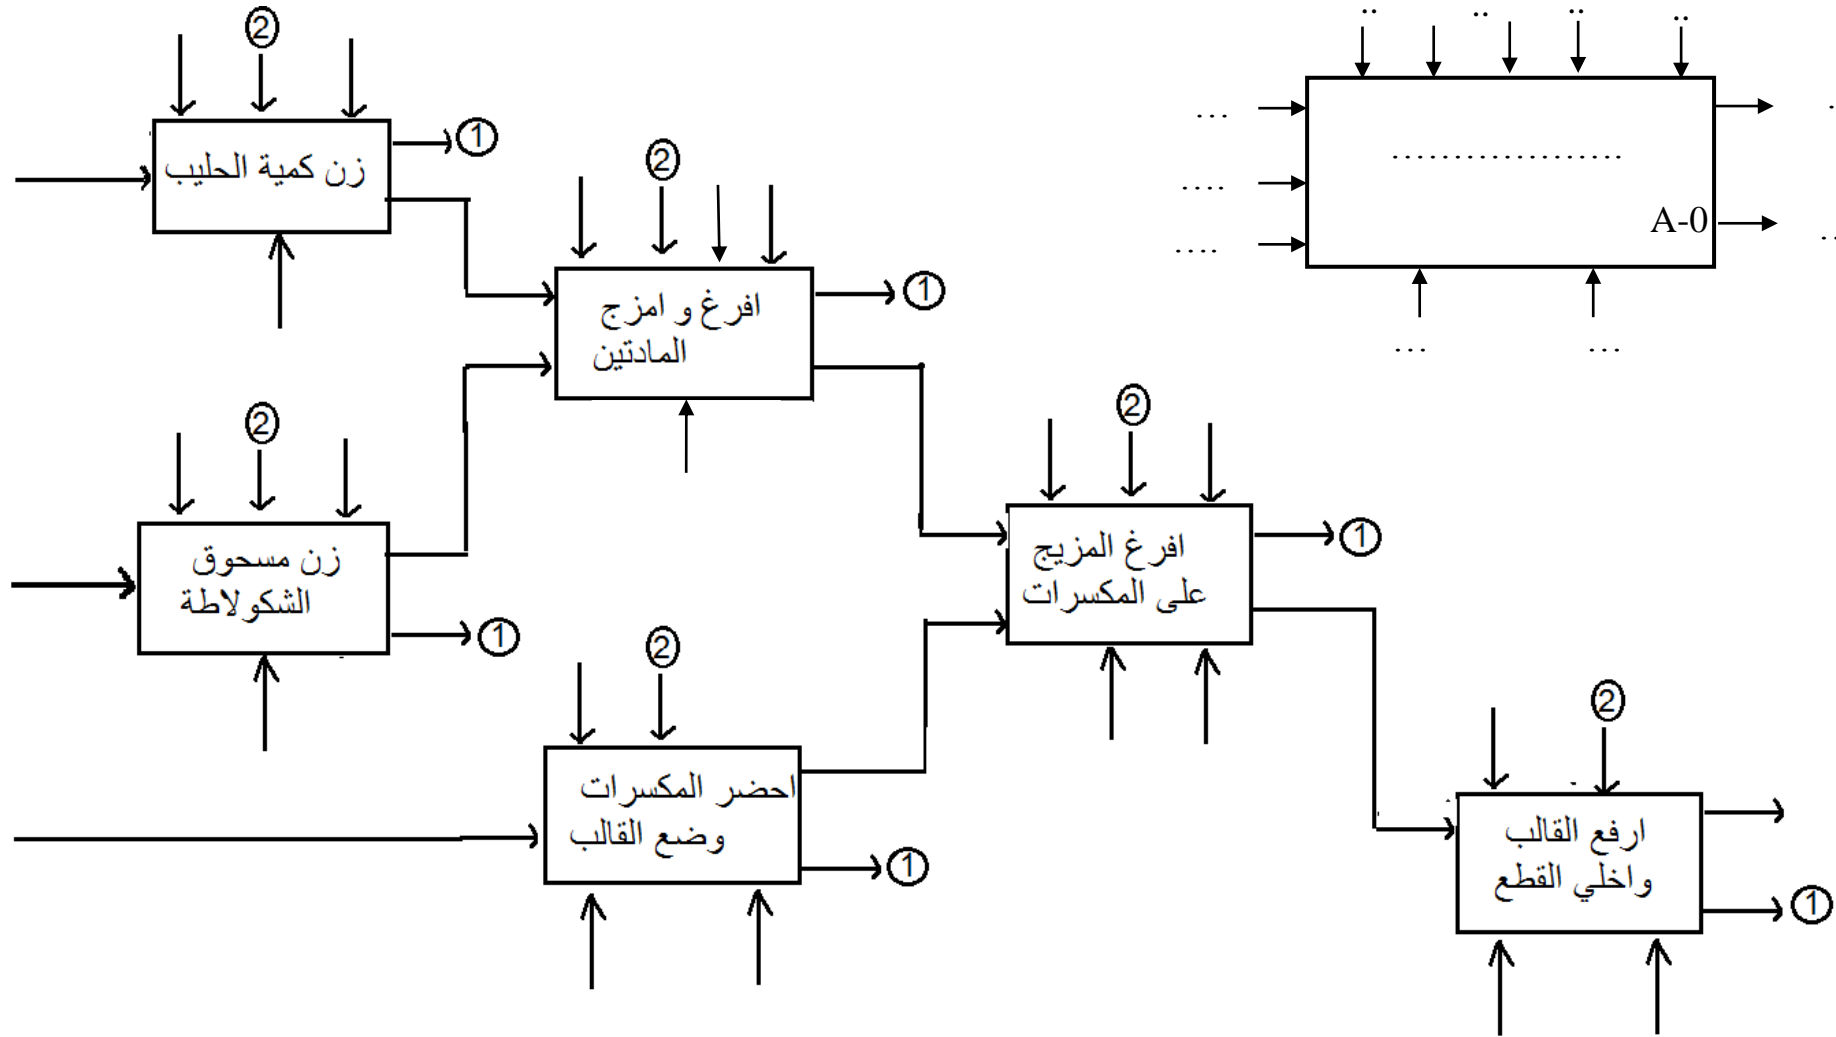 ②
..
..
..
..
①
...
.
زن كمية الحليب
...................
②
....
A-0
....
..
①
افرغ و امزج
المادتين
...
...
②
②
زن مسحوق
الشكولاطة
①
افرغ المزيج
على المكسرات
①
②
②
احضر المكسرات
وضع القالب
①
ارفع القالب
واخلي القطع
①